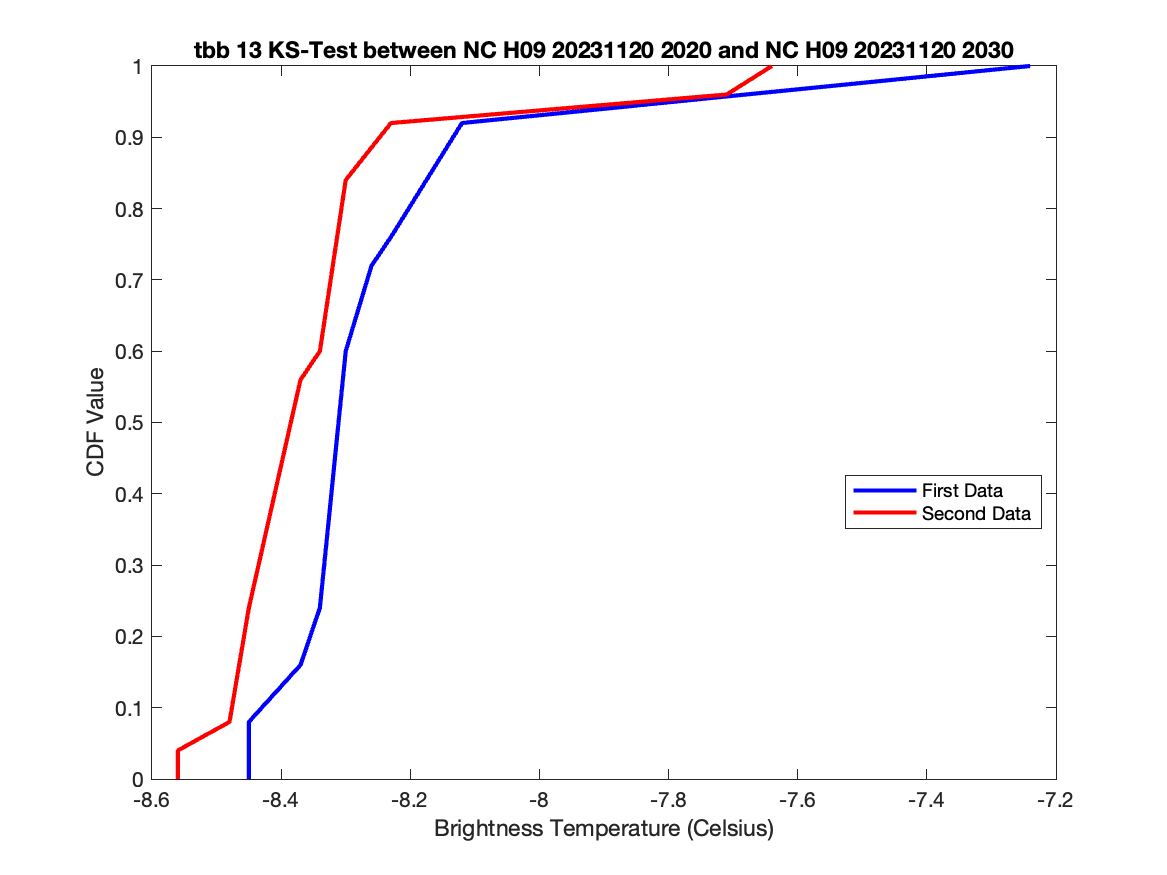 tbb 13 KS-Test between NC H09 20231120 2020 and NC H09 20231120 2030
1
0.9
0.8
0.7
0.6
0.5
0.4
0.3
0.2
0.1
0
CDF Value
First Data
Second Data
-8.6 -8.4 -8.2 -8 -7.8 -7.6 -7.4 -7.2
Brightness Temperature (Celsius)